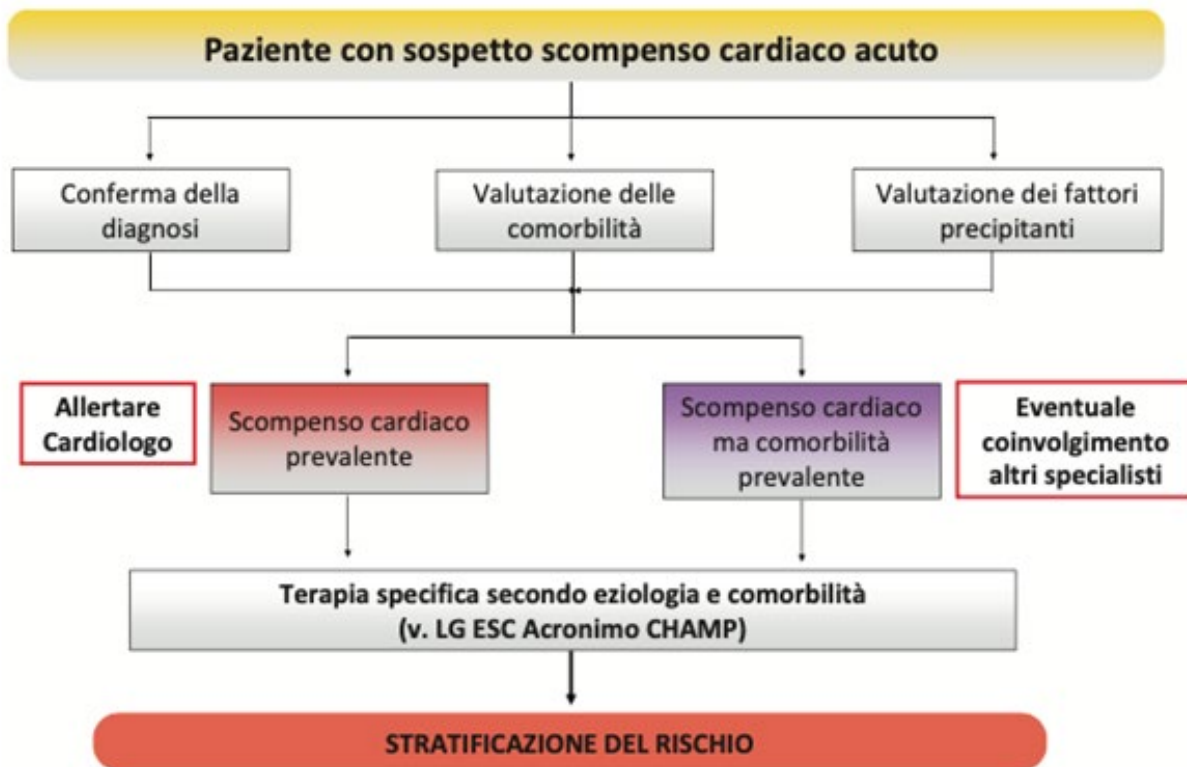 Paziente con sospetto scompenso cardiaco acuto
Conferma della
diagnosi
Valutazione delle
comorbilità
Valutazione dei fattori
precipitanti
Allertare
Cardiologo
Scompenso cardiaco
prevalente
Scompenso cardiaco
ma comorbilità
prevalente
Eventuale
coinvolgimento
altri specialisti
Terapia specifica secondo eziologia e comorbilità
(v. LG ESC Acronimo CHAMP)
STRATIFICAZIONE DEL RISCHIO